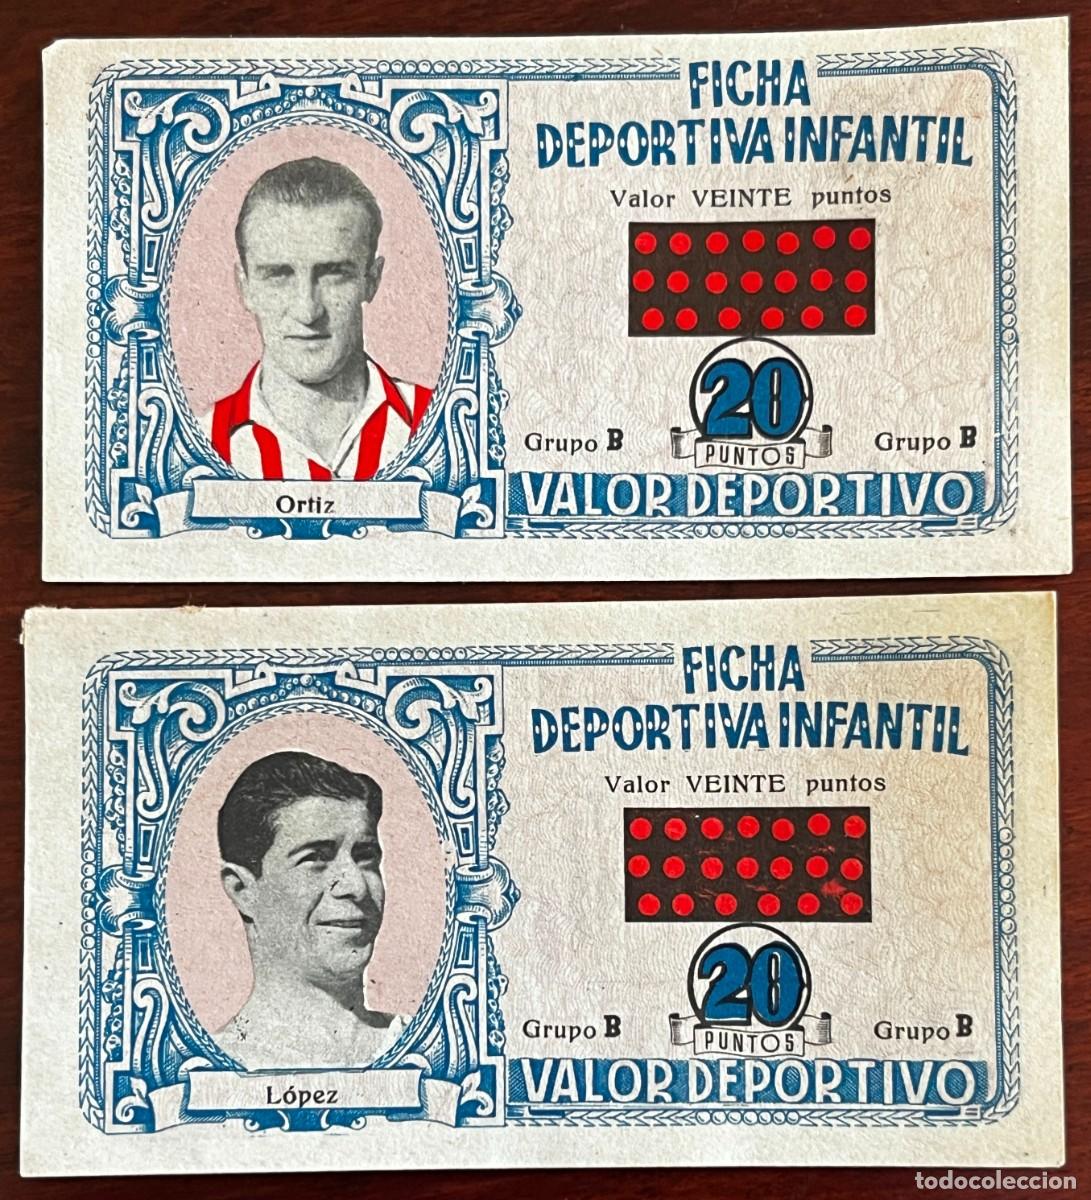 FICHA
DEPORTIVA INFANTIL
Valor VEINTE puntos
20
Grupo B
PUNTOS
Grupo B
Ortiz
VALOR DEPORTIVO
FICHA
DEPORTIVA INFANTIL
Valor VEINTE puntos
20
Grupo B
PUNTOS
Grupo B
López
VALOR DEPORTIVO
todocoleccion